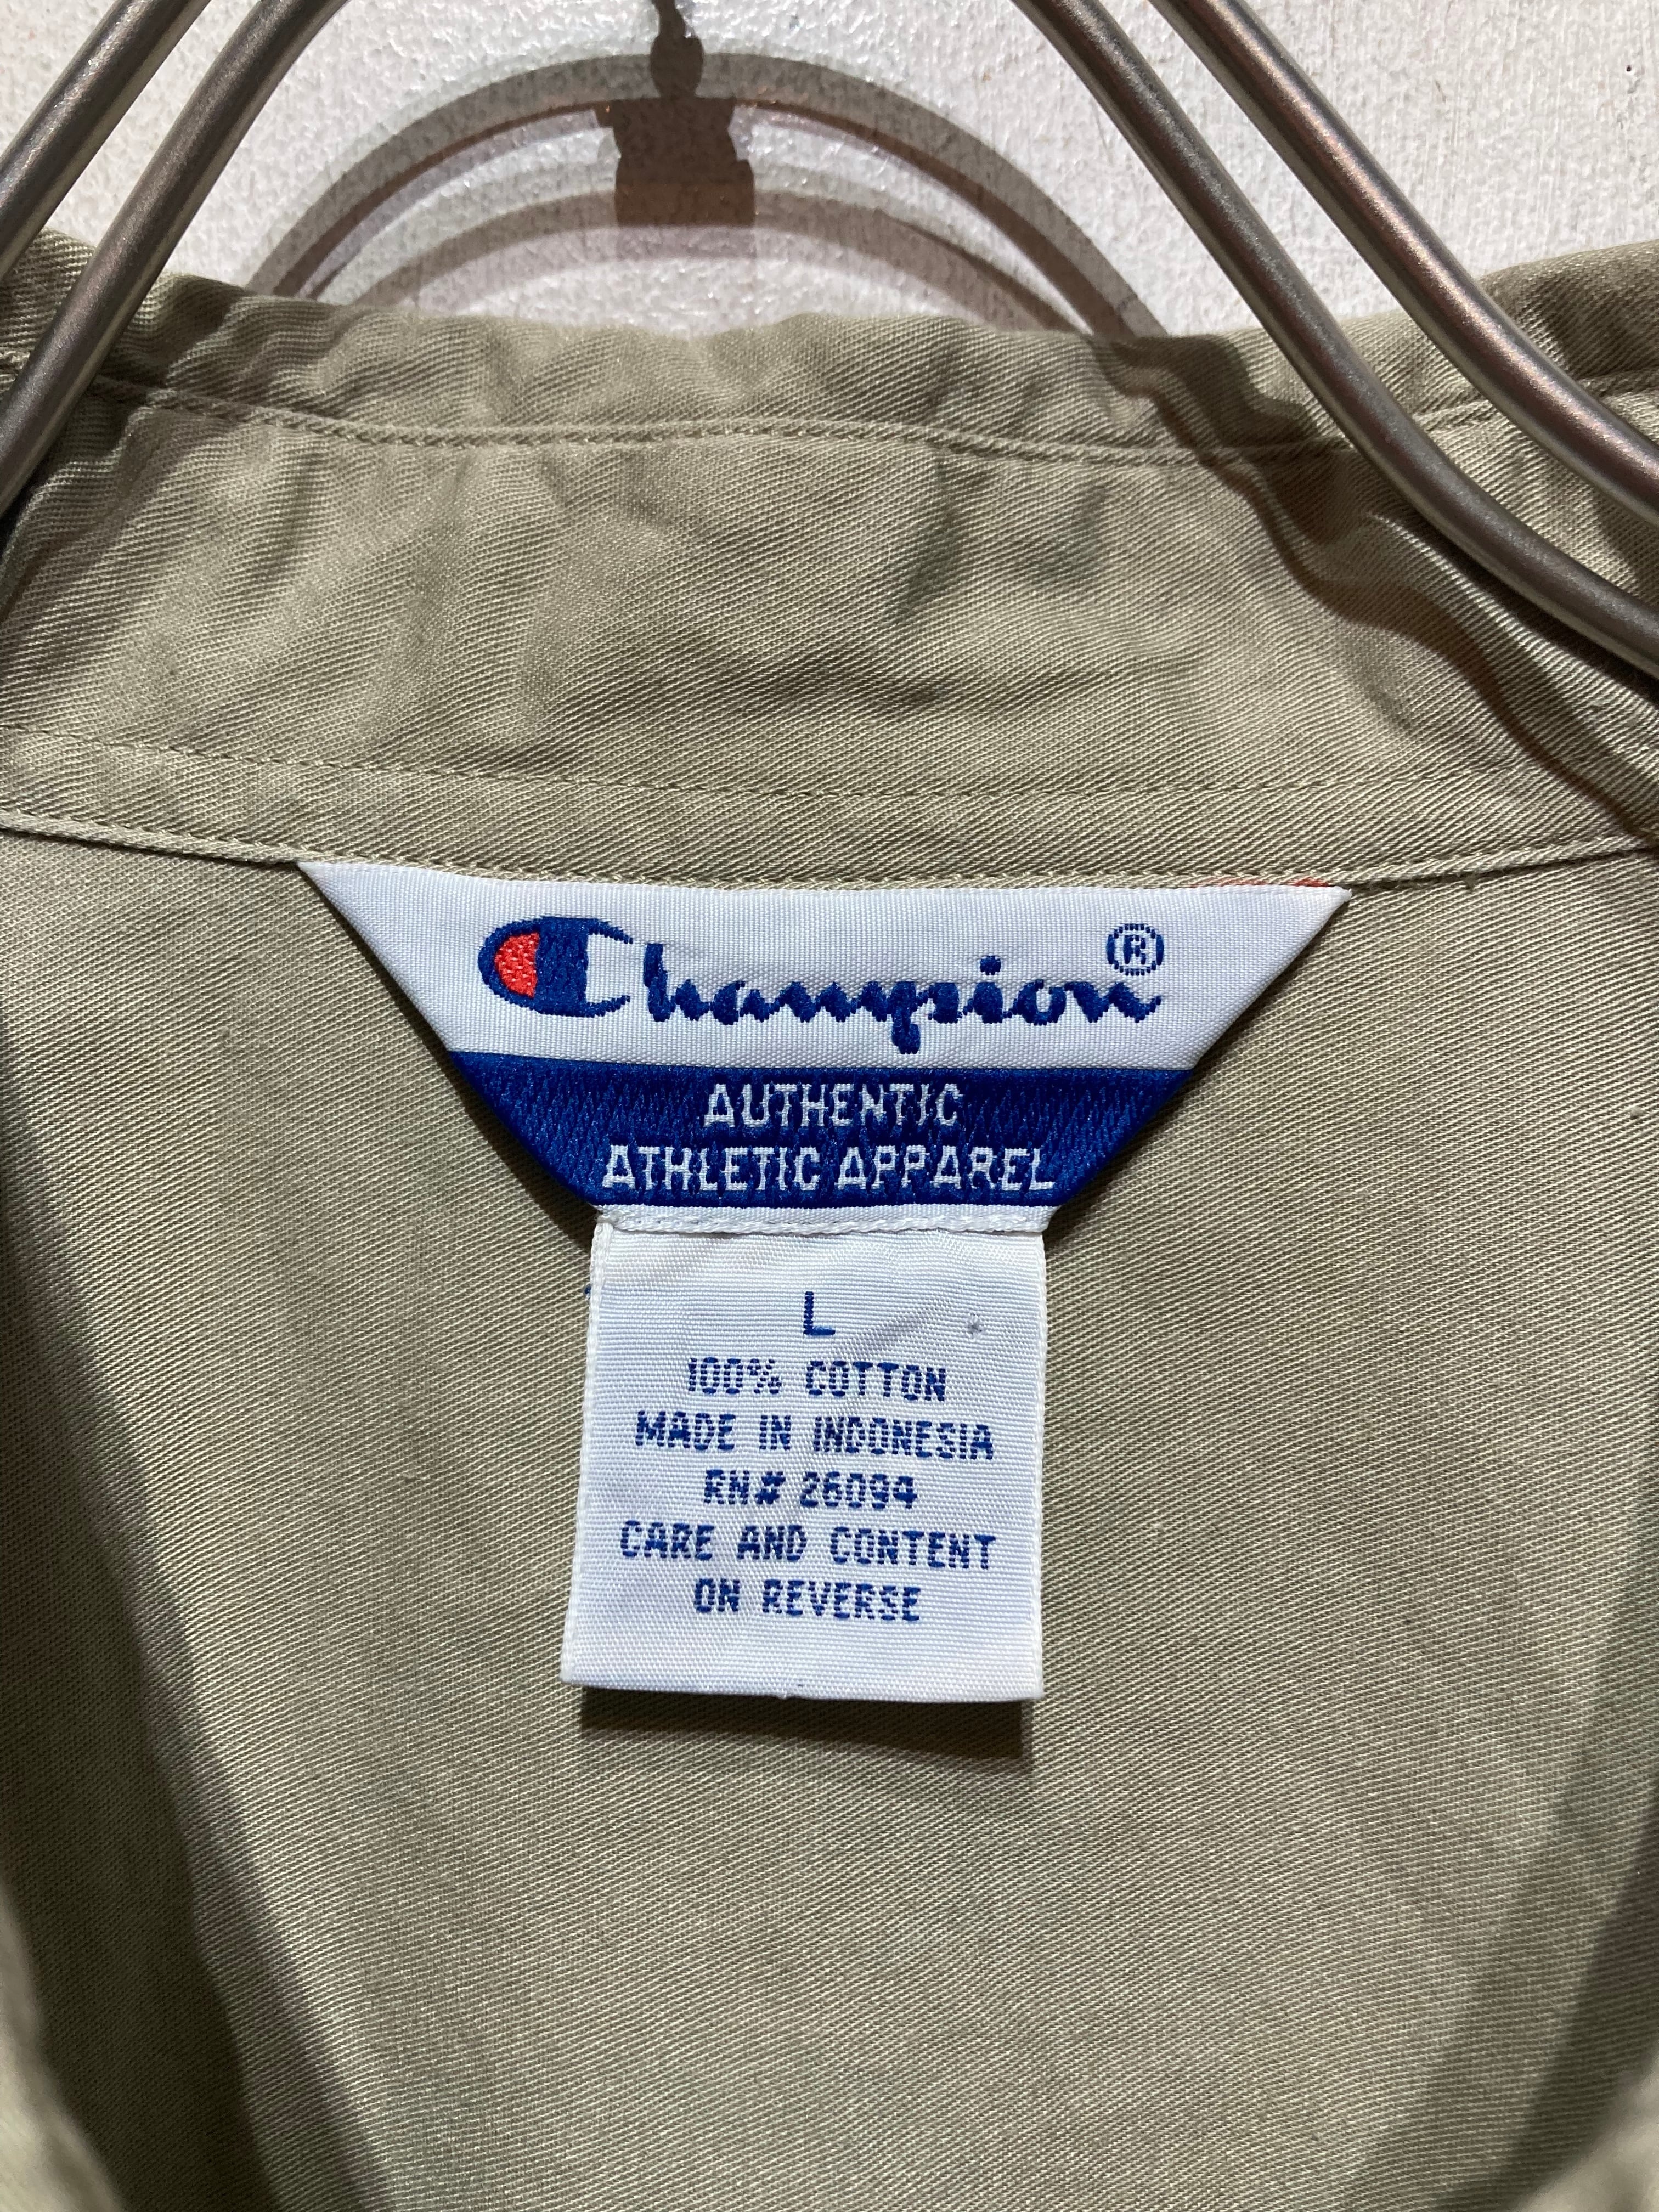 Champion®
AUTHENTIC
ATHLETIC APPAREL
L
100% COTTON
MADE IN INDONESIA
RN# 26094
CARE AND CONTENT
ON REVERSE